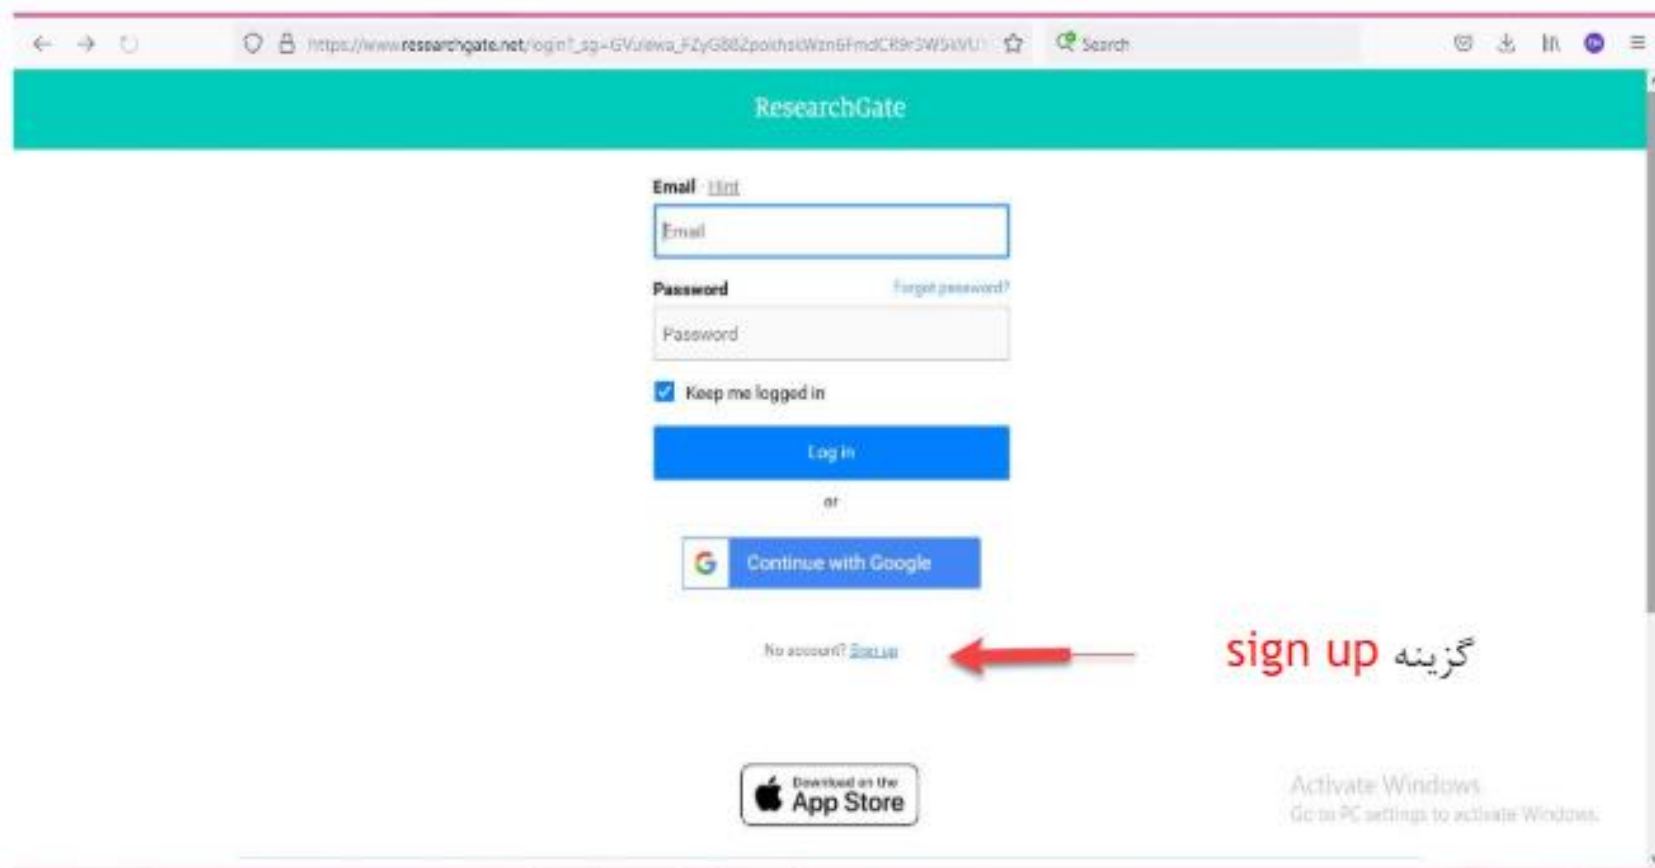 Search
ResearchGate
Email Hint
Email
Password Forgot password?
Password
Keep me logged in
Log in
or
Continue with Google
No account? Sign up
گزینه sign up
Download on the
App Store
Activate Windows
Go to PC settings to activate Windows.